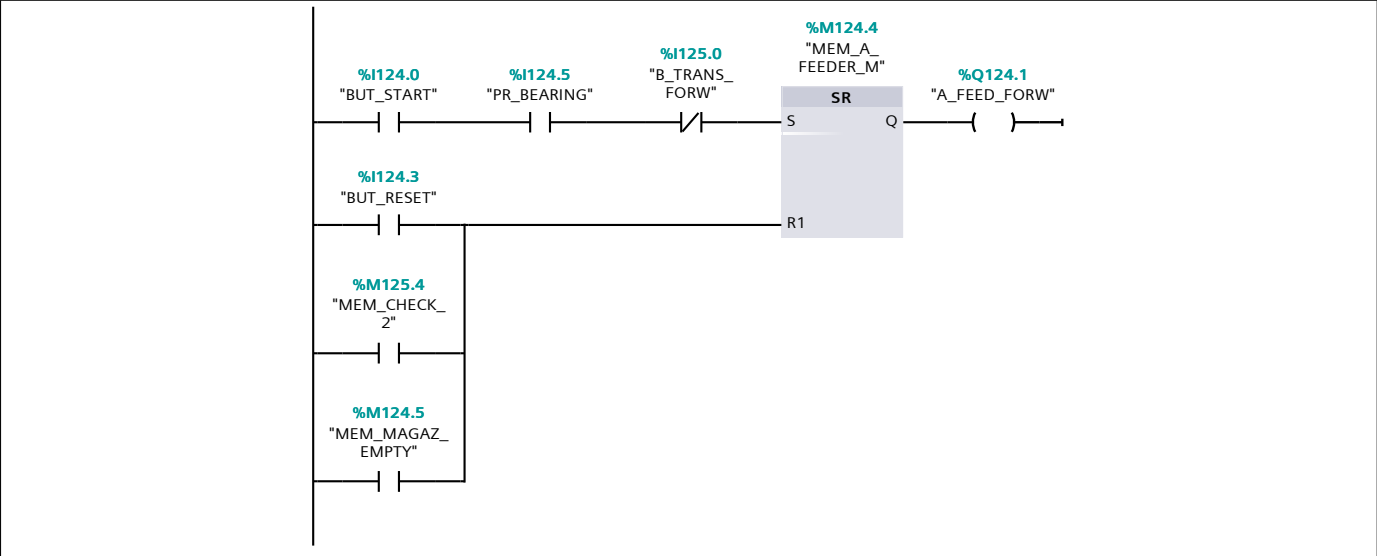 %M124.4
"MEM_A_
FEEDER_M"
%I125.0
"B_TRANS_
FORW"
%I124.0
"BUT_START"
%I124.5
"PR_BEARING"
%Q124.1
"A_FEED_FORW"
SR
S
Q
%I124.3
"BUT_RESET"
R1
%M125.4
"MEM_CHECK_
2"
%M124.5
"MEM_MAGAZ_
EMPTY"